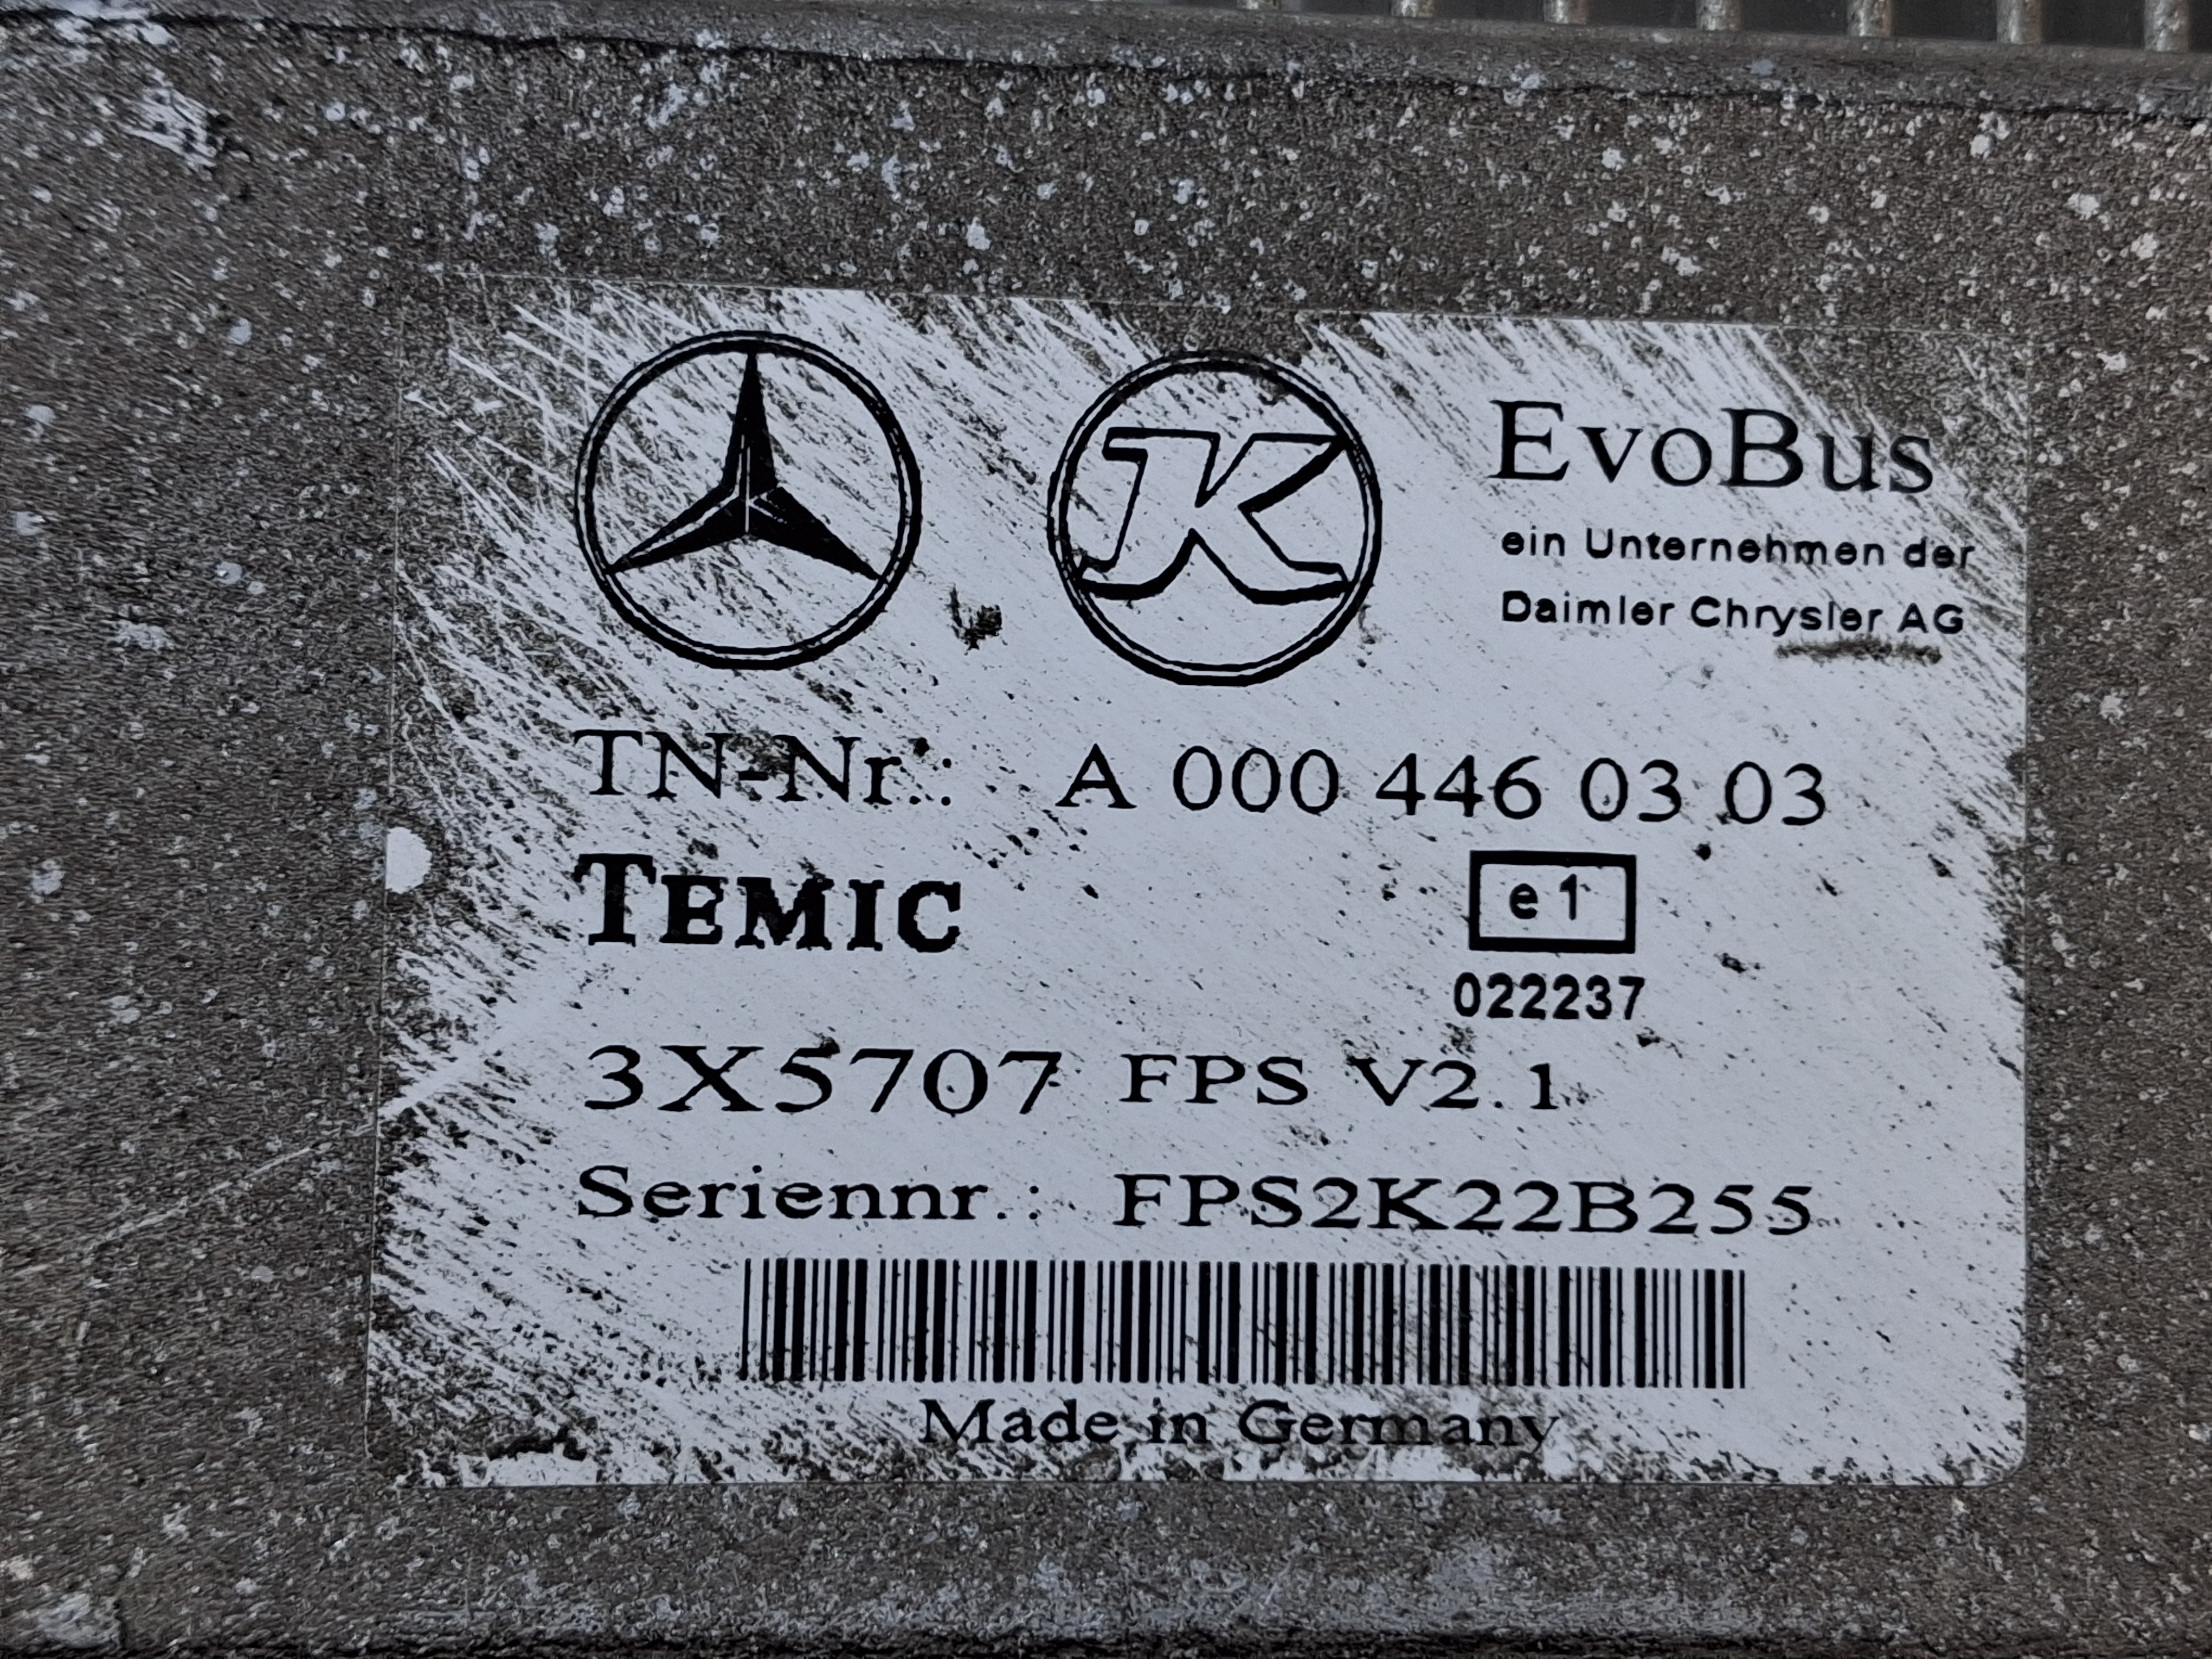 K
EvoBus
ein Unternehmen der
Daimler Chrysler AG
TN-Nr.: A 000 446 03 03
TEMIC
e1
022237
3X5707 FPS V2.1
Seriennr.: FPS2K22B255
Made in Germany